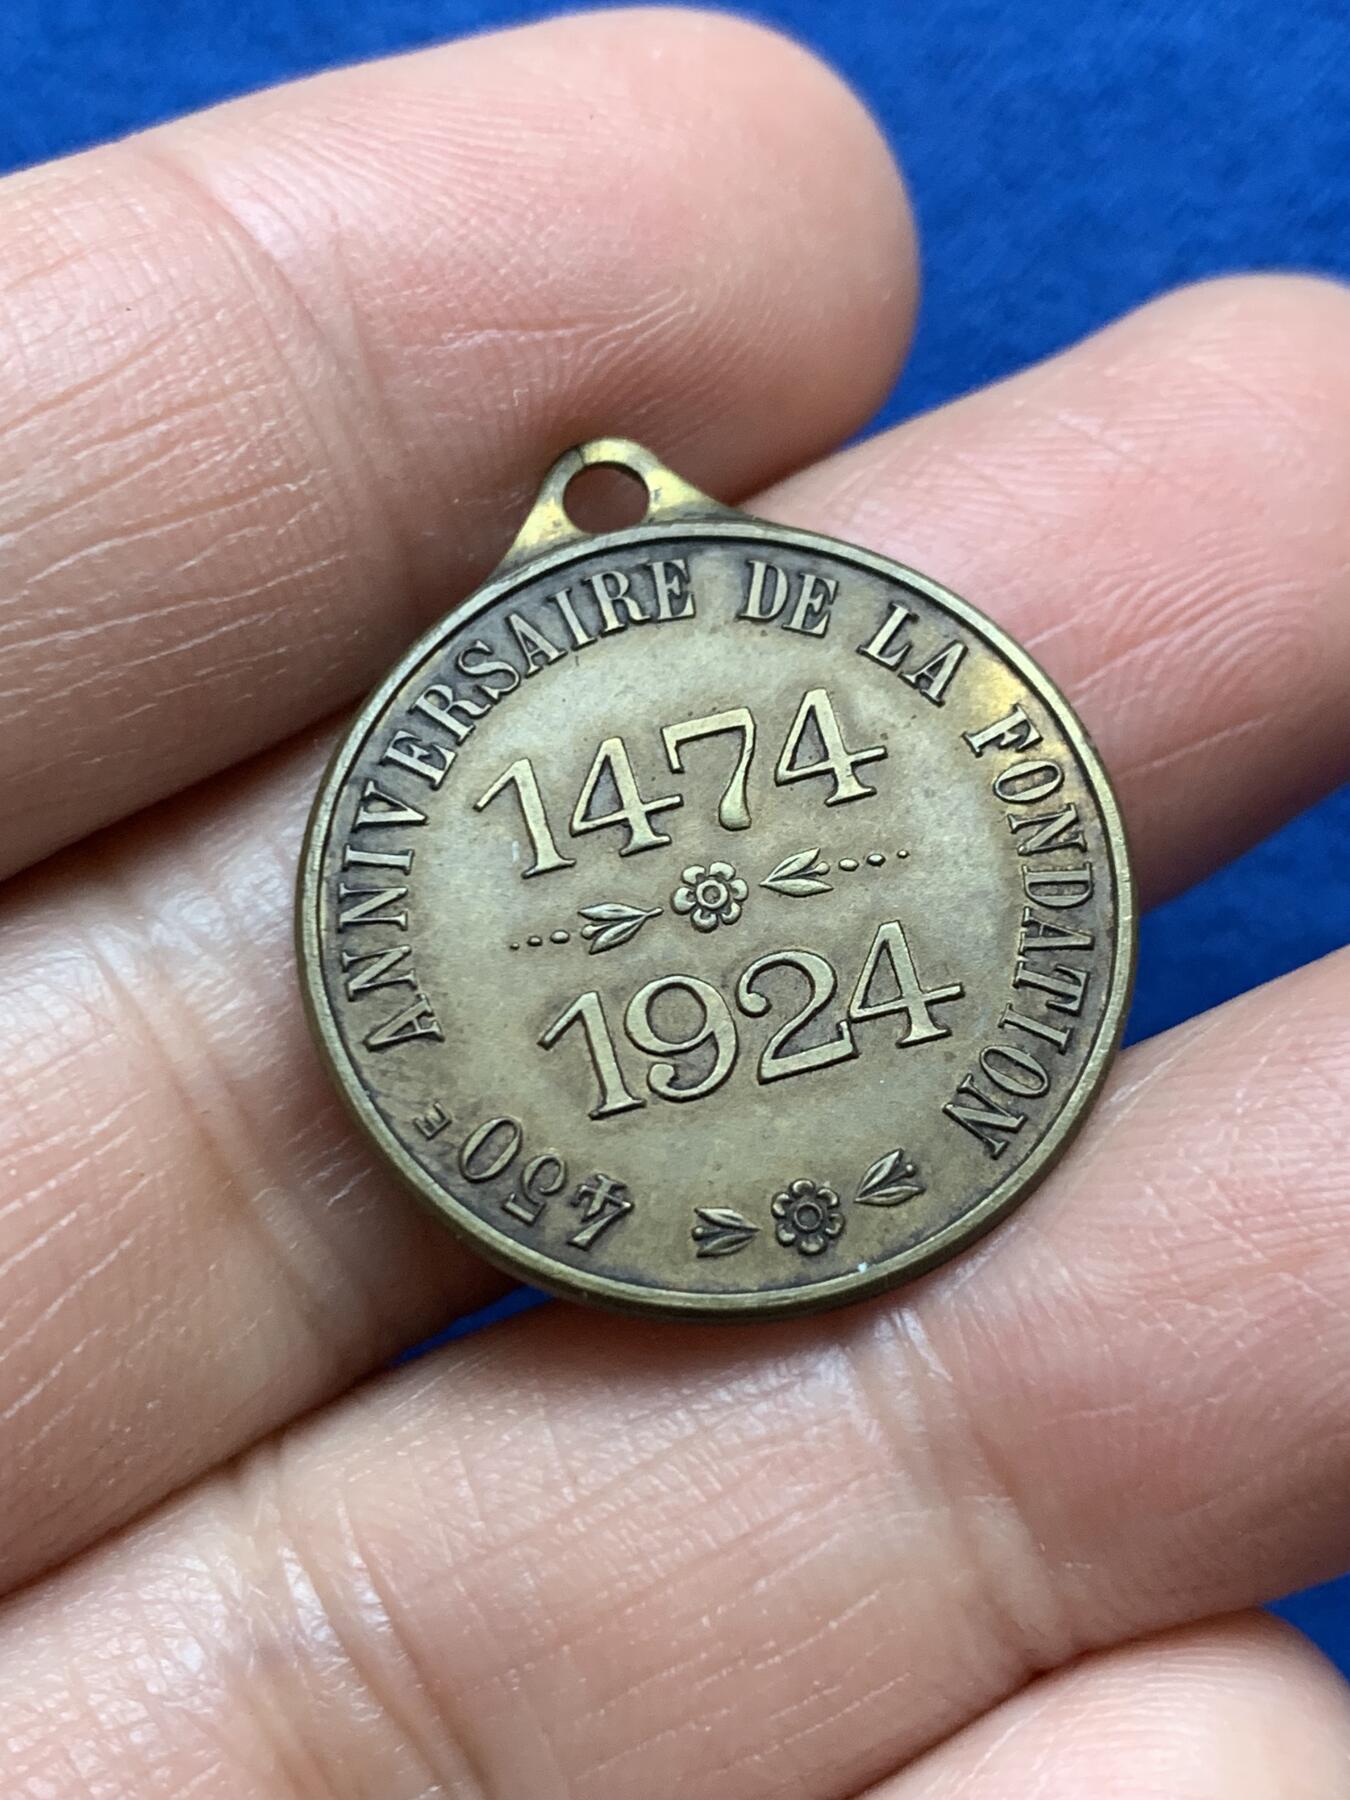 450E ANNIVERSAIRE DE LA FONDATION
1474
1924